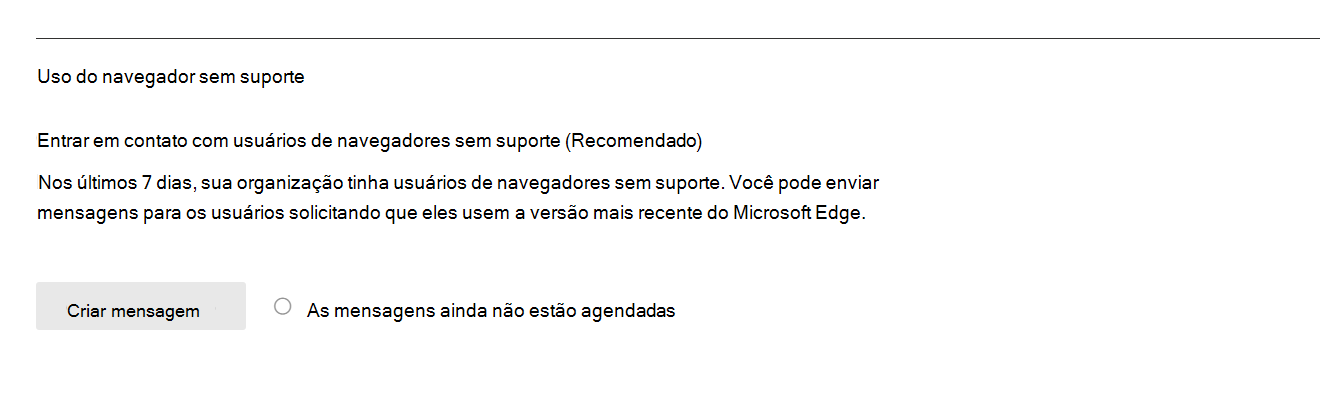 Uso do navegador sem suporte
Entrar em contato com usuários de navegadores sem suporte (Recomendado)
Nos últimos 7 dias, sua organização tinha usuários de navegadores sem suporte. Você pode enviar
mensagens para os usuários solicitando que eles usem a versão mais recente do Microsoft Edge.
Criar mensagem
As mensagens ainda não estão agendadas